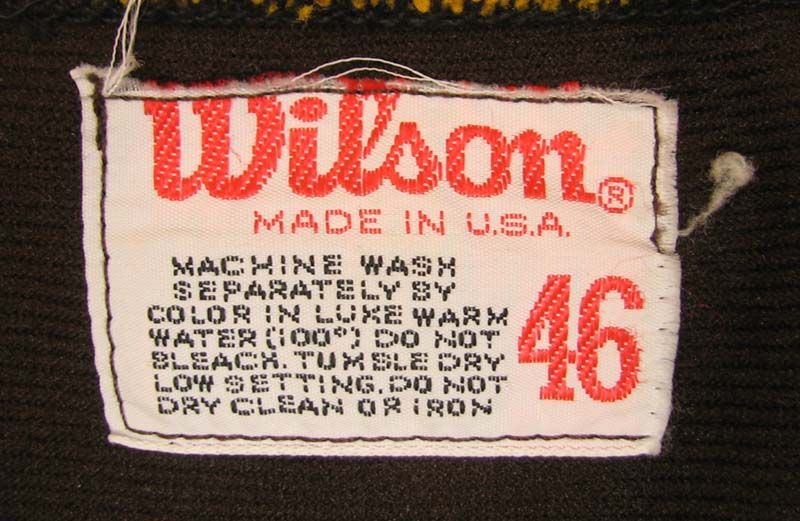 Wilson®
MADE IN U.S.A.
MACHINE WASH
SEPARATELY BY
COLOR IN LUKE WARM
WATER (100°) DO NOT
BLEACH. TUMBLE DRY
LOW SETTING. DO NOT
DRY CLEAN OR IRON
46